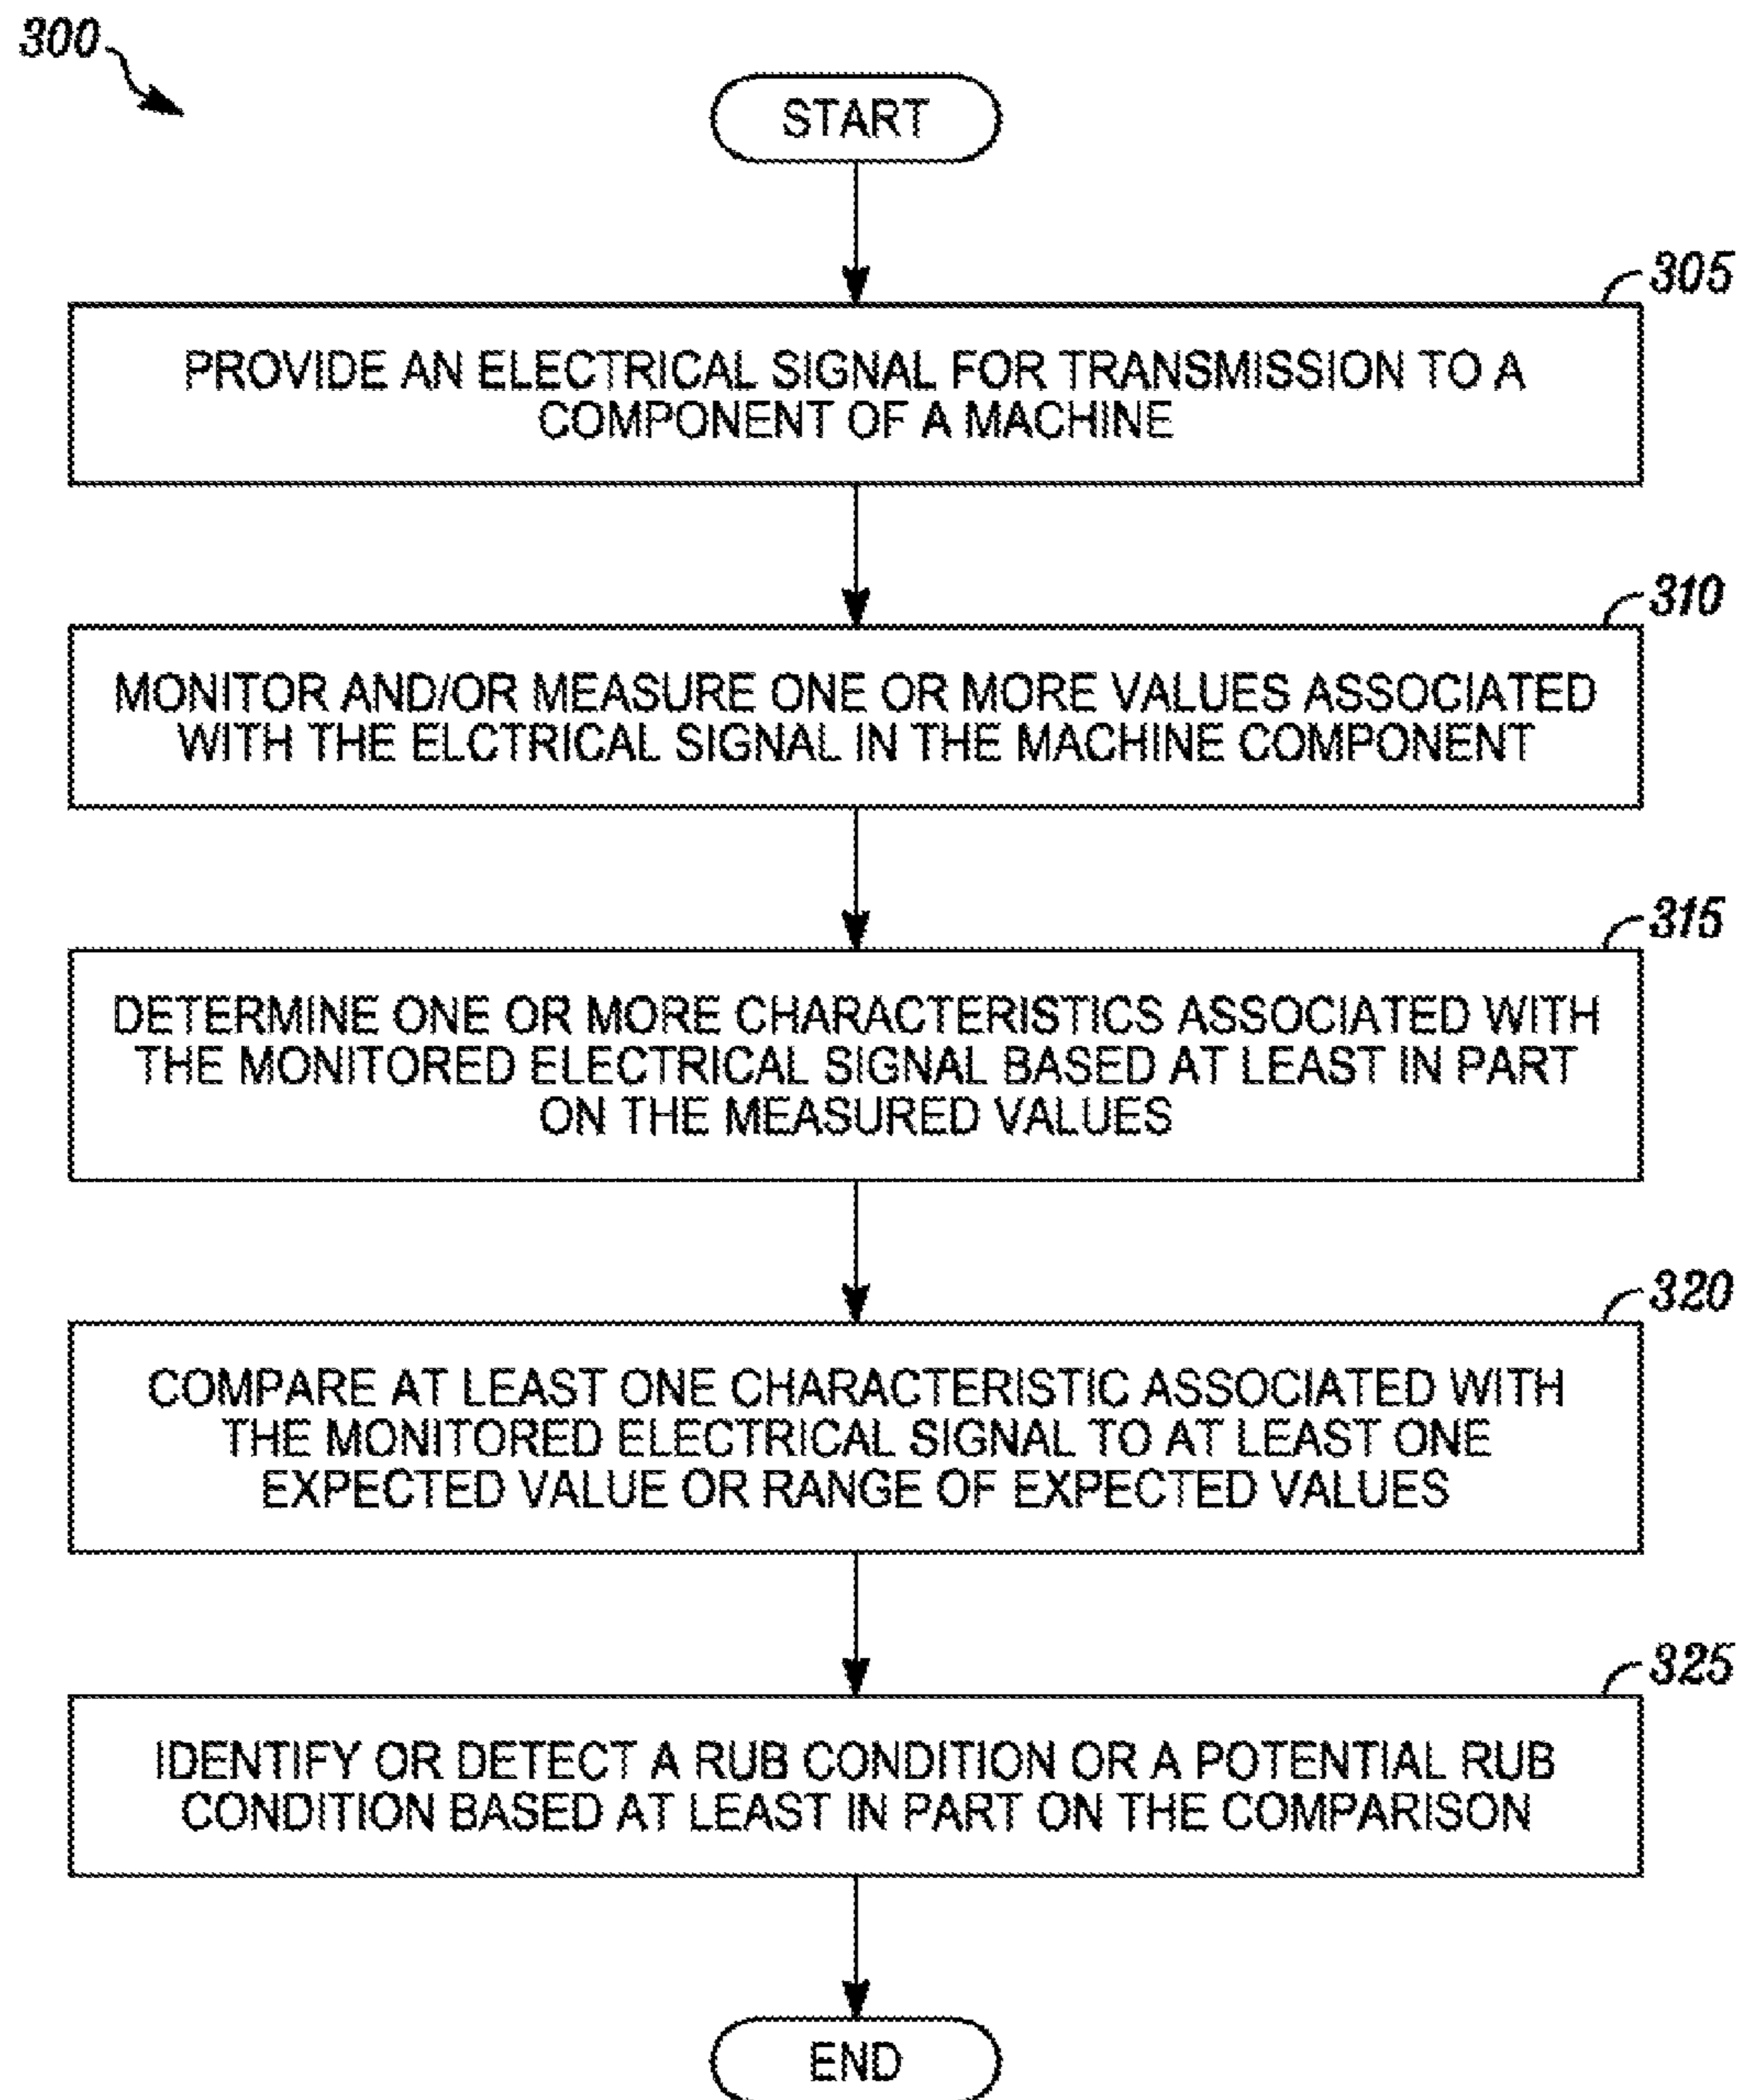 300
START
305
PROVIDE AN ELECTRICAL SIGNAL FOR TRANSMISSION TO A
COMPONENT OF A MACHINE
310
MONITOR AND/OR MEASURE ONE OR MORE VALUES ASSOCIATED
WITH THE ELCTRICAL SIGNAL IN THE MACHINE COMPONENT
315
DETERMINE ONE OR MORE CHARACTERISTICS ASSOCIATED WITH
THE MONITORED ELECTRICAL SIGNAL BASED AT LEAST IN PART
ON THE MEASURED VALUES
320
COMPARE AT LEAST ONE CHARACTERISTIC ASSOCIATED WITH
THE MONITORED ELECTRICAL SIGNAL TO AT LEAST ONE
EXPECTED VALUE OR RANGE OF EXPECTED VALUES
325
IDENTIFY OR DETECT A RUB CONDITION OR A POTENTIAL RUB
CONDITION BASED AT LEAST IN PART ON THE COMPARISON
END